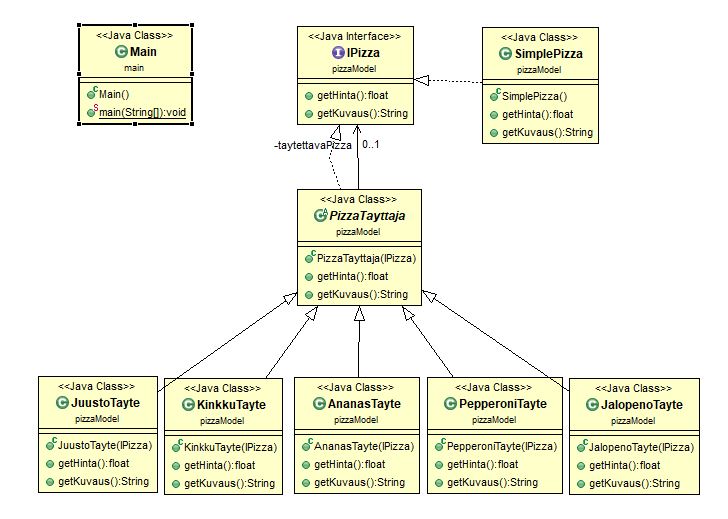 <<Java Class>>
Main
main
Main()
main(String[]):void
<<Java Interface>>
IPizza
pizzaModel
getHinta():float
getKuvaus():String
<<Java Class>>
SimplePizza
pizzaModel
SimplePizza()
getHinta():float
getKuvaus():String
-taytettavaPizza
0..1
<<Java Class>>
PizzaTayttaja
pizzaModel
PizzaTayttaja(IPizza)
getHinta():float
getKuvaus():String
<<Java Class>>
JuustoTayte
pizzaModel
JuustoTayte(IPizza)
getHinta():float
getKuvaus():String
<<Java Class>>
KinkkuTayte
pizzaModel
KinkkuTayte(IPizza)
getHinta():float
getKuvaus():String
<<Java Class>>
AnanasTayte
pizzaModel
AnanasTayte(IPizza)
getHinta():float
getKuvaus():String
<<Java Class>>
PepperoniTayte
pizzaModel
PepperoniTayte(IPizza)
getHinta():float
getKuvaus():String
<<Java Class>>
JalopenoTayte
pizzaModel
JalopenoTayte(IPizza)
getHinta():float
getKuvaus():String